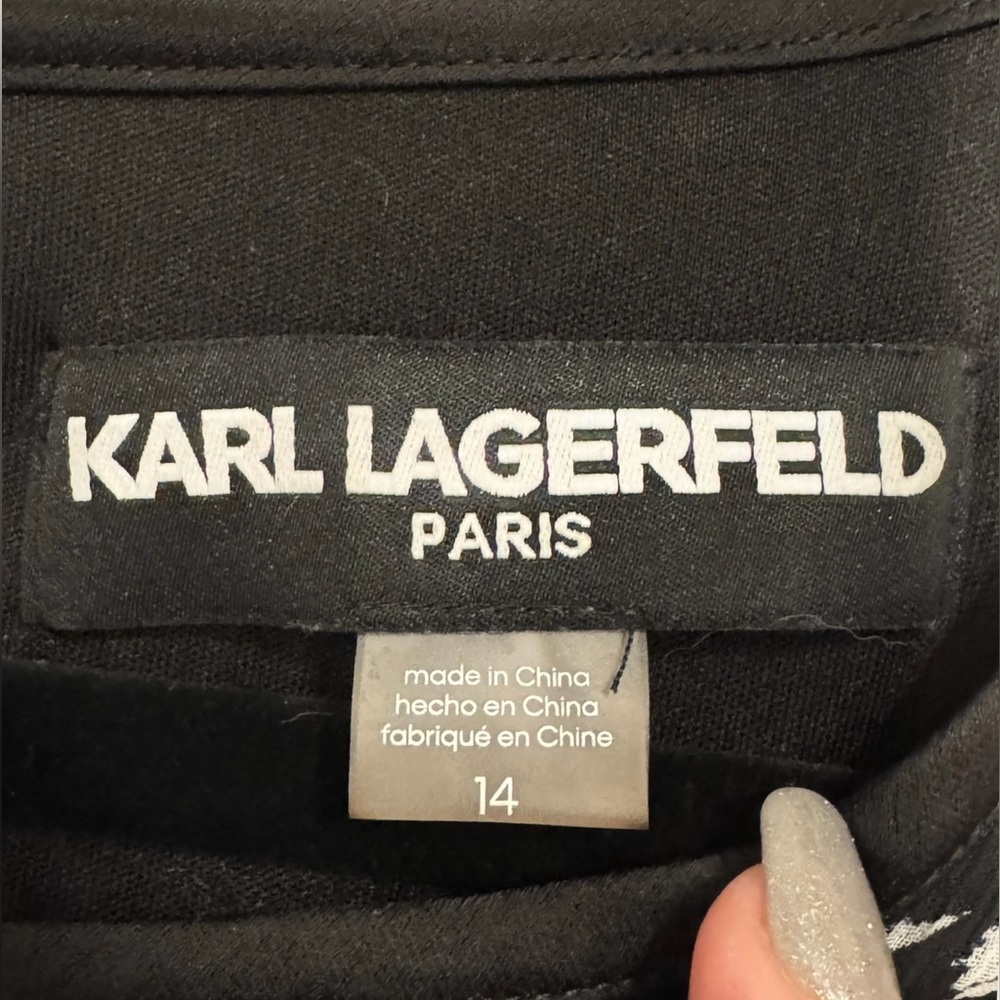 KARL LAGERFELD
PARIS
made in China
hecho en China
fabriqué en Chine
14